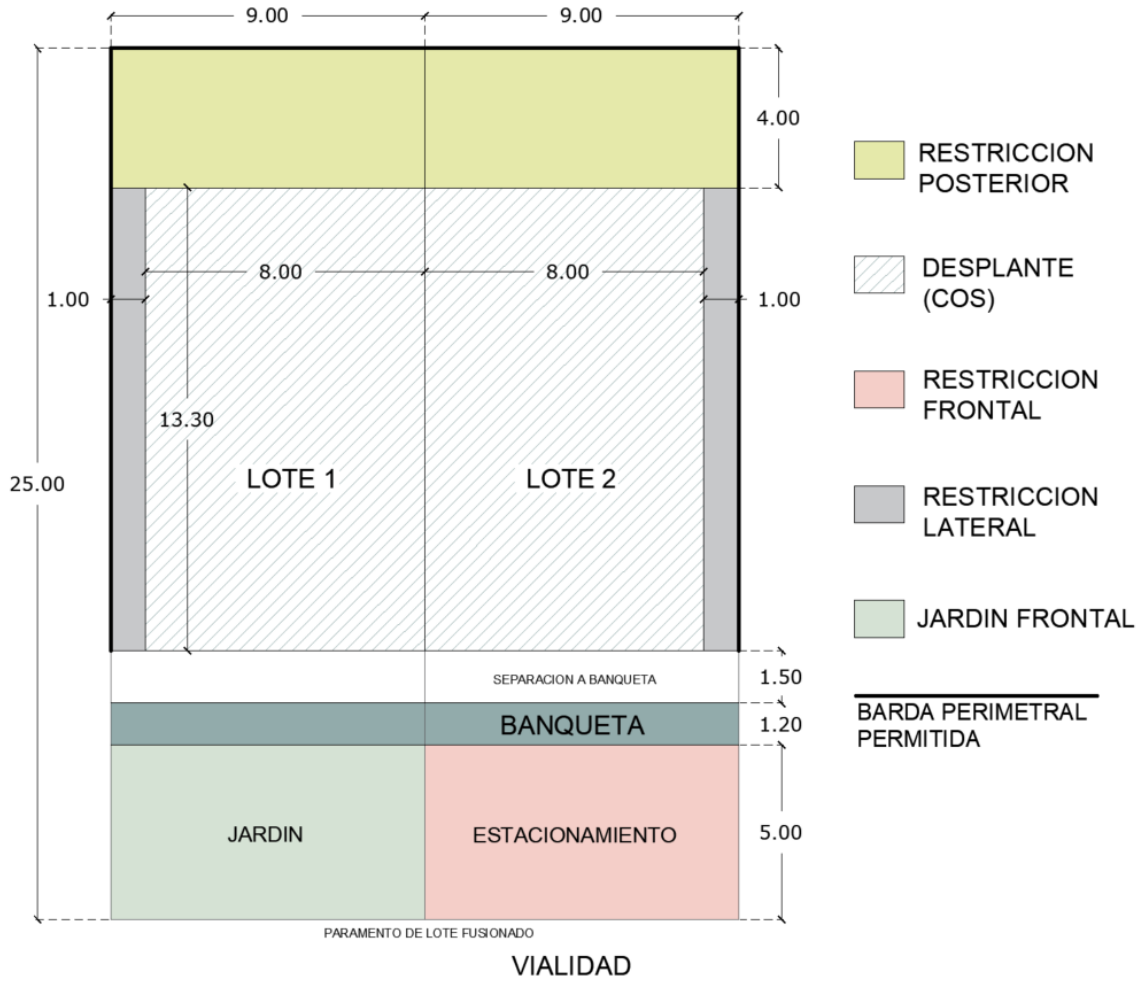 9.00
9.00
4.00
RESTRICCION
POSTERIOR
8.00
8.00
DESPLANTE
(COS)
1.00
1.00
RESTRICCION
FRONTAL
13.30
LOTE 1
LOTE 2
25.00
RESTRICCION
LATERAL
JARDIN FRONTAL
SEPARACION A BANQUETA
1.50
BANQUETA
1.20
BARDA PERIMETRAL
PERMITIDA
JARDIN
ESTACIONAMIENTO
5.00
PARAMENTO DE LOTE FUSIONADO
VIALIDAD